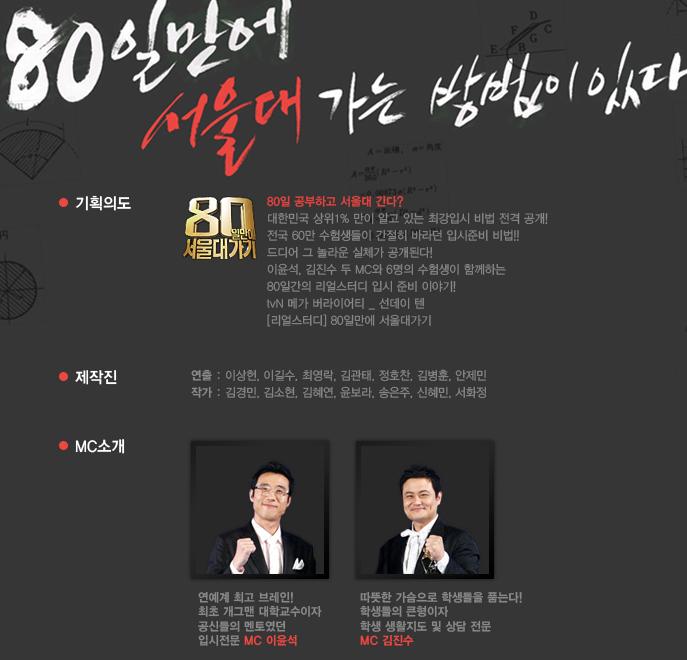 80일만에
서울대 가는 방법이 있다
기획의도
80
일만에
서울대가기
80일 공부하고 서울대 간다?
대한민국 상위1% 만이 알고 있는 최강입시 비법 전격 공개!
전국 60만 수험생들이 간절히 바라던 입시준비 비법!!
드디어 그 놀라운 실체가 공개된다!
이윤석, 김진수 두 MC와 6명의 수험생이 함께하는
80일간의 리얼스터디 입시 준비 이야기!
tvN 메가 버라이어티 _ 선데이 텐
[리얼스터디] 80일만에 서울대가기
제작진
연출 : 이상현, 이길수, 최영락, 김관태, 정호찬, 김병훈, 안제민
작가 : 김경민, 김소현, 김혜연, 윤보라, 송은주, 신혜민, 서화정
MC소개
연예계 최고 브레인!
최초 개그맨 대학교수이자
공신들의 멘토였던
입시전문 MC 이윤석
따뜻한 가슴으로 학생들을 품는다!
학생들의 큰형이자
학생 생활지도 및 상담 전문
MC 김진수